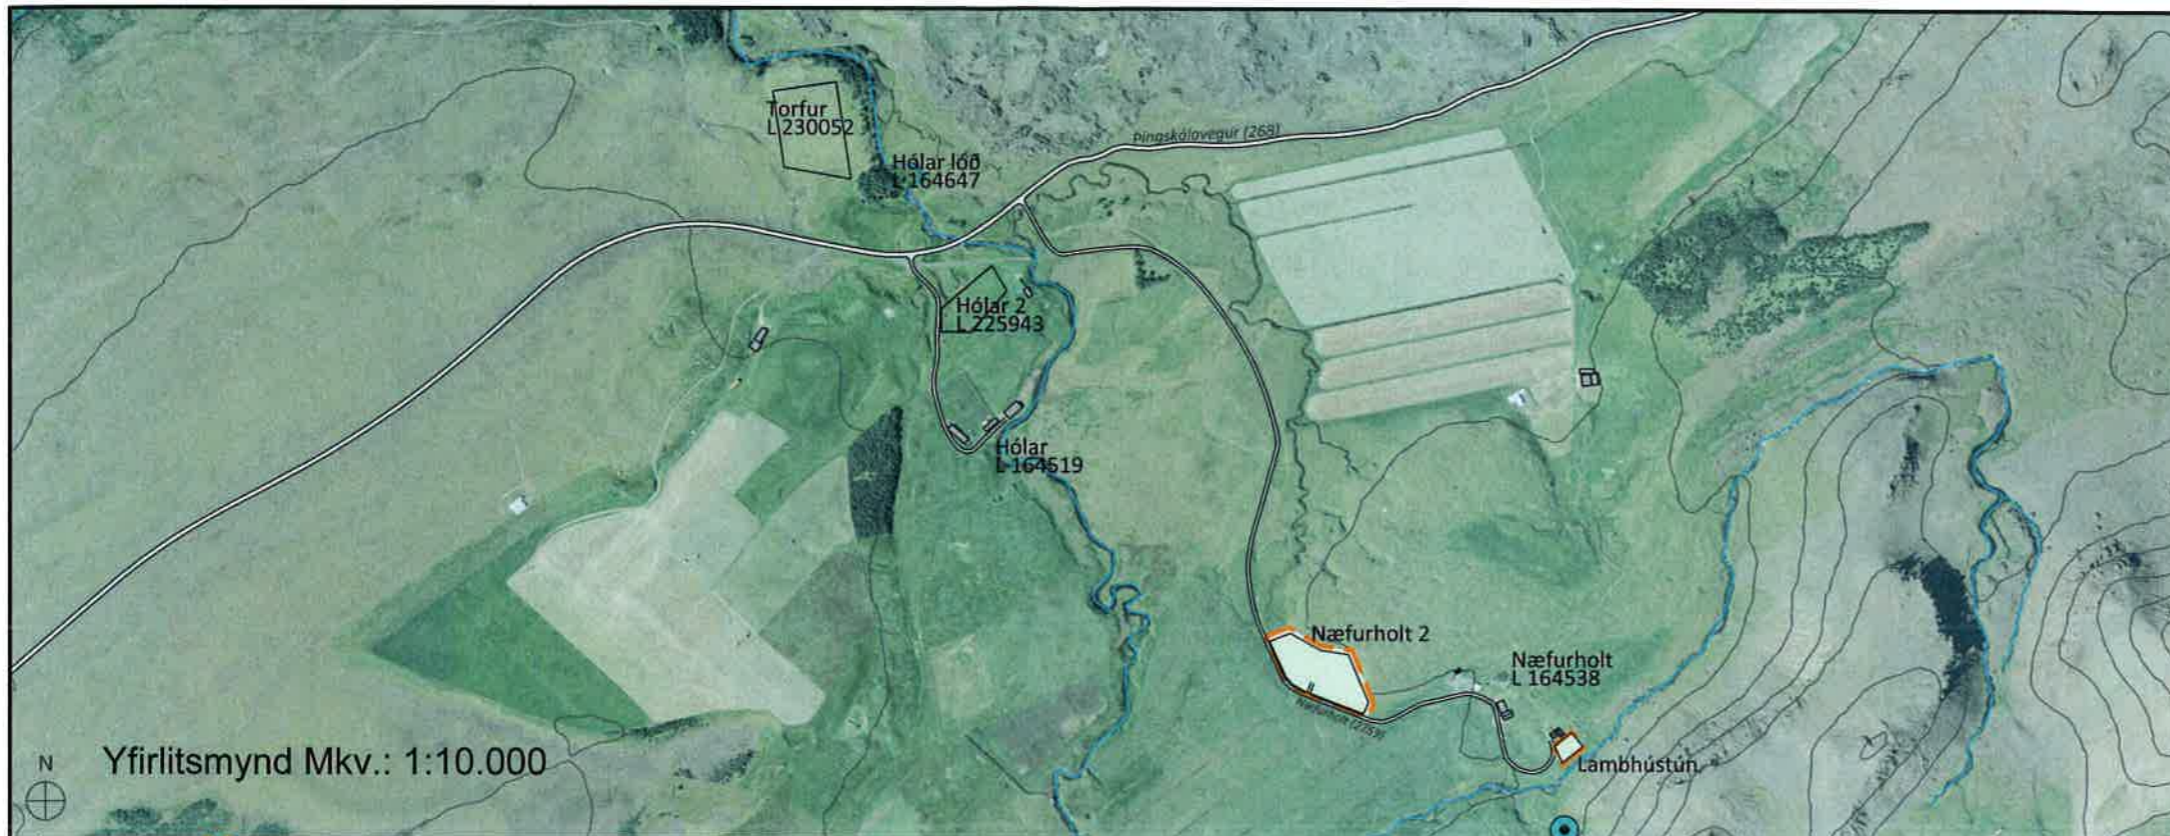 Torfur
L 230052
Þingskálavegur (268)
Hólar lóð
L 164647
Hólar 2
L 225943
Hólar
L 164519
Næfurholt 2
Næfurholt
L 164538
Næfurholt
Lambhústún
N
Yfirlitsmynd Mkv.: 1:10.000